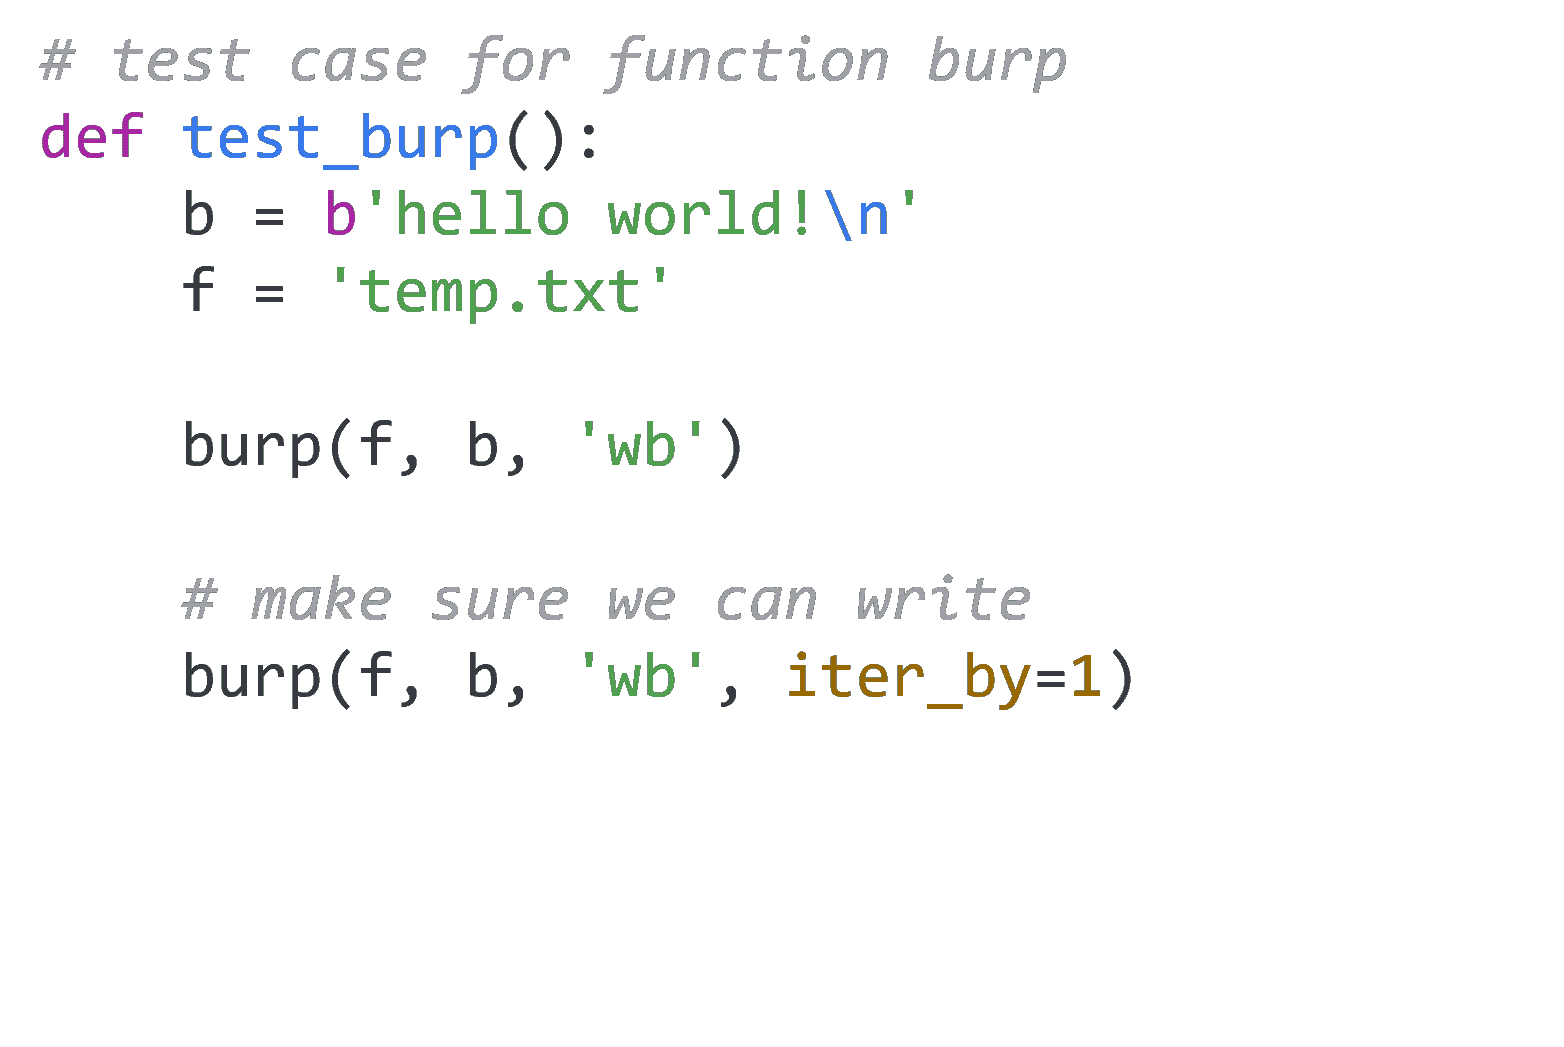 # test case for function burp
def test_burp():
    b = b'hello world!\n'
    f = 'temp.txt'

    burp(f, b, 'wb')

    # make sure we can write
    burp(f, b, 'wb', iter_by=1)